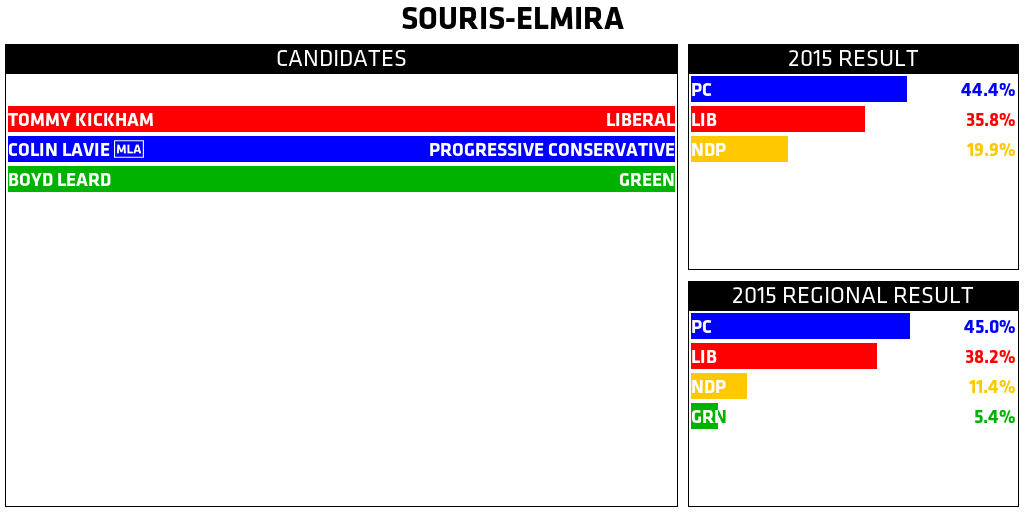 SOURIS-ELMIRA
CANDIDATES
TOMMY KICKHAM LIBERAL
COLIN LAVIE MLA PROGRESSIVE CONSERVATIVE
BOYD LEARD GREEN
2015 RESULT
PC 44.4%
LIB 35.8%
NDP 19.9%
2015 REGIONAL RESULT
PC 45.0%
LIB 38.2%
NDP 11.4%
GRN 5.4%